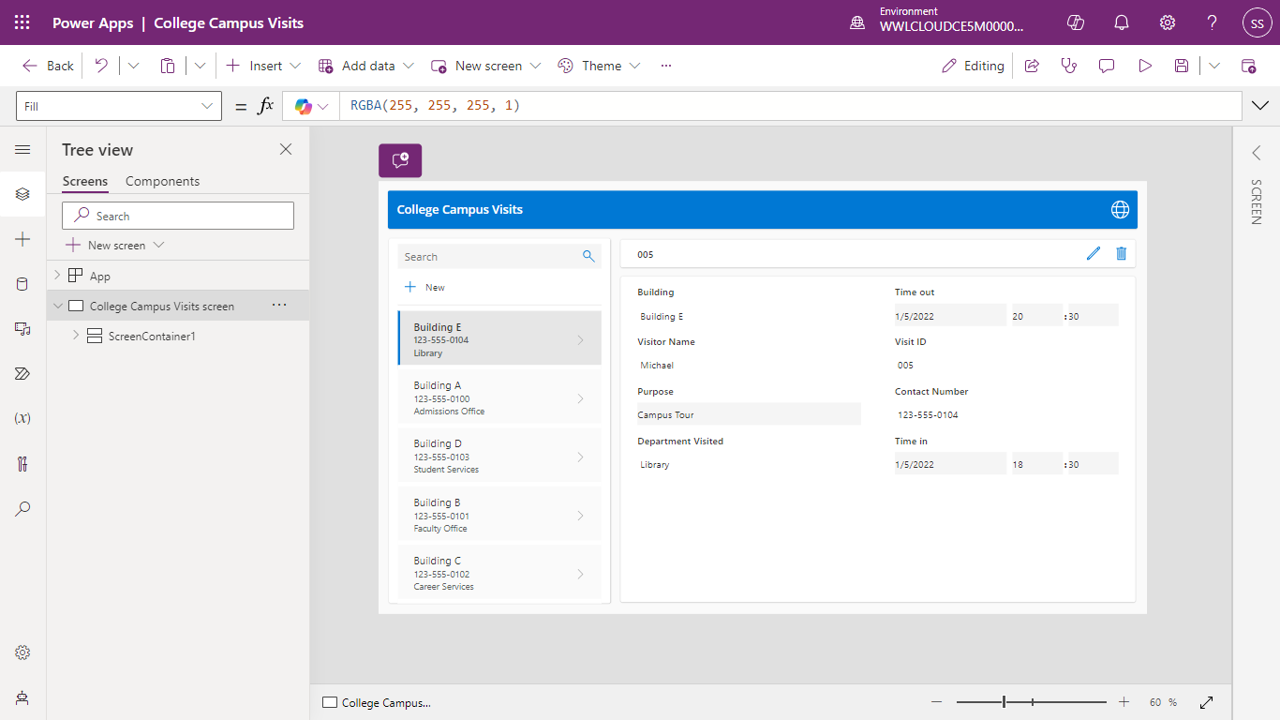 Power Apps | College Campus Visits
Environment
WWLCLOUDCE5M0000...
SS
Back
Insert
Add data
New screen
Theme
Editing
Fill
= fx
RGBA(255, 255, 255, 1)
Tree view
Screens
Components
Search
New screen
App
College Campus Visits screen
ScreenContainer1
College Campus Visits
Search
New
Building E
123-555-0104
Library
Building A
123-555-0100
Admissions Office
Building D
123-555-0103
Student Services
Building B
123-555-0101
Faculty Office
Building C
123-555-0102
Career Services
005
Building
Building E
Visitor Name
Michael
Purpose
Campus Tour
Department Visited
Library
Time out
1/5/2022 20 : 30
Visit ID
005
Contact Number
123-555-0104
Time in
1/5/2022 18 : 30
SCREEN
College Campus...
60 %